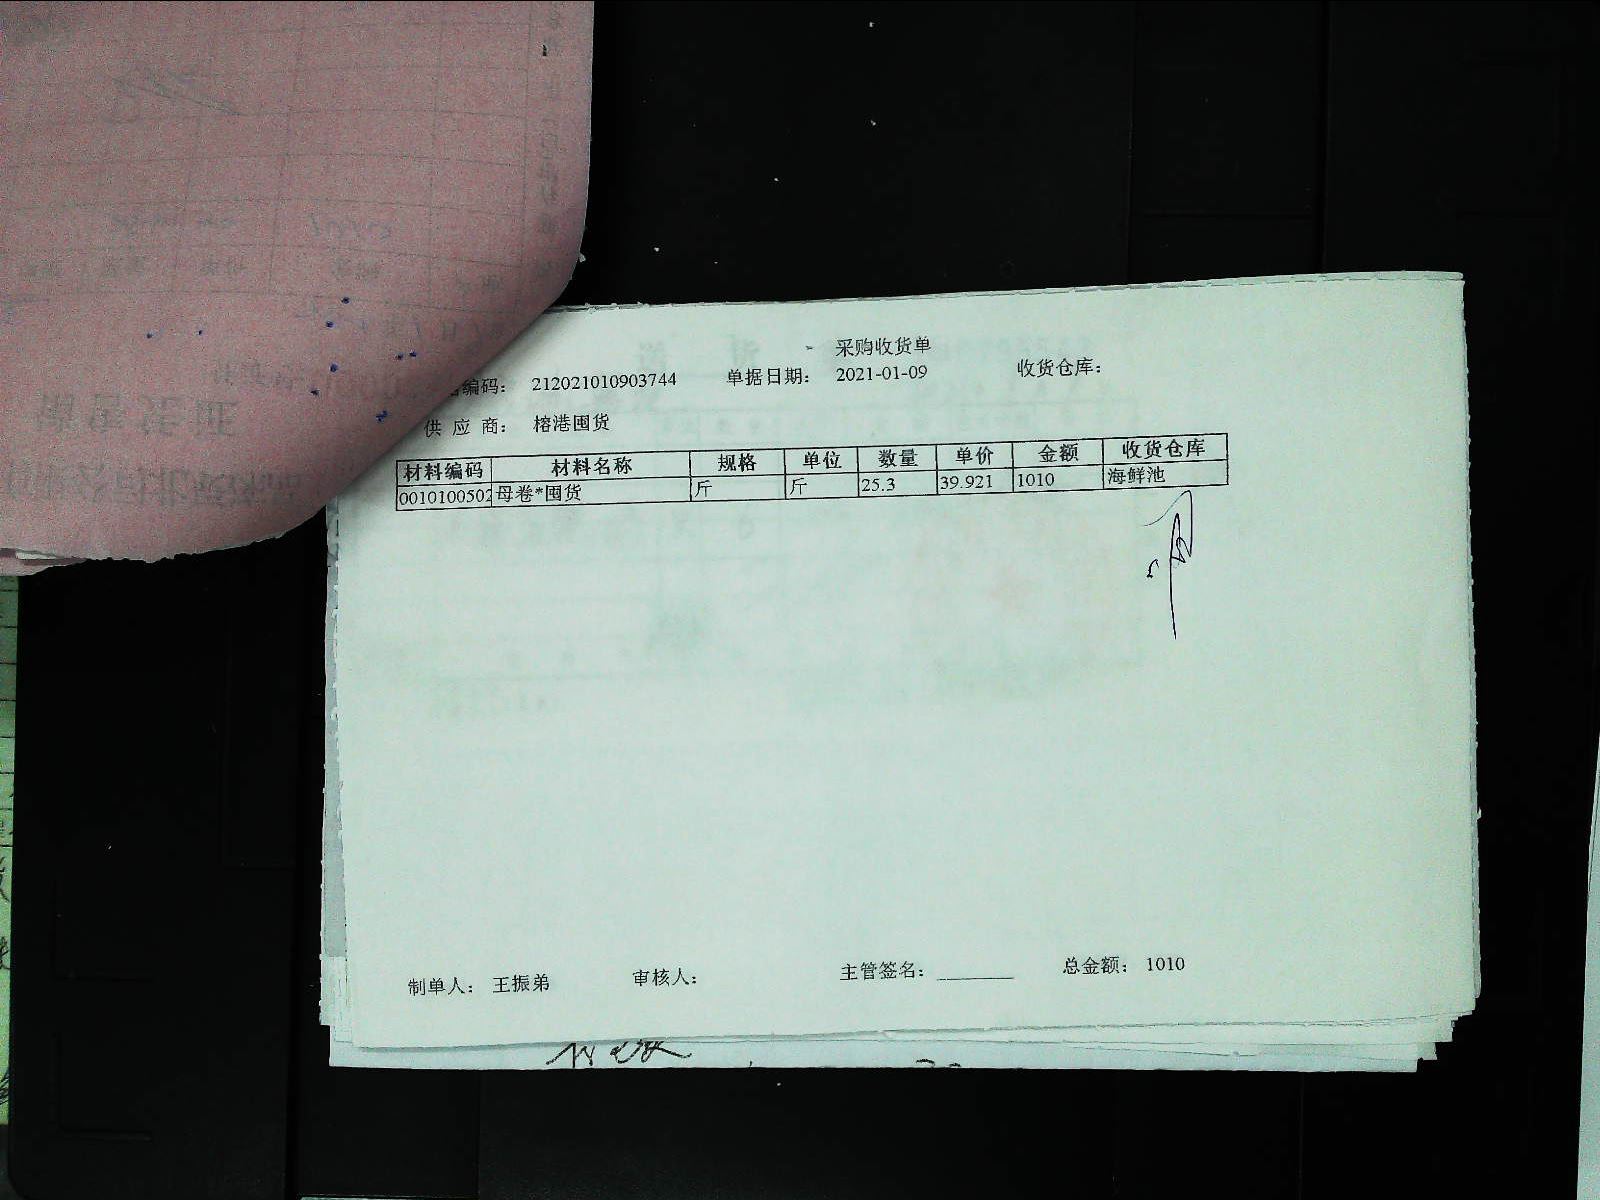 采购收货单
编码： 212021010903744 单据日期： 2021-01-09 收货仓库：
供 应 商： 榕港囤货
材料编码 材料名称 规格 单位 数量 单价 金额 收货仓库
0010100502 母卷*囤货 斤 斤 25.3 39.921 1010 海鲜池
制单人： 王振弟 审核人： 主管签名： ________ 总金额： 1010